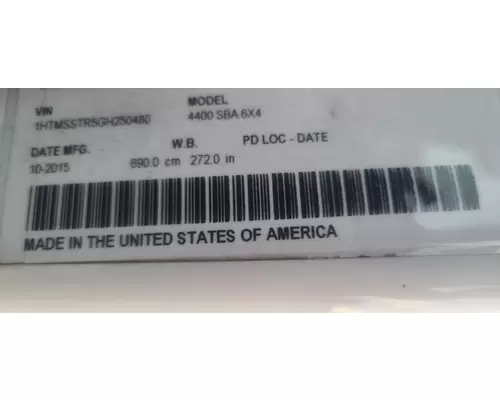 VIN MODEL
1HTMSSTR5GH250480 4400 SBA 6X4
DATE MFG. W.B. PD LOC - DATE
10-2015 690.0 cm 272.0 in
MADE IN THE UNITED STATES OF AMERICA